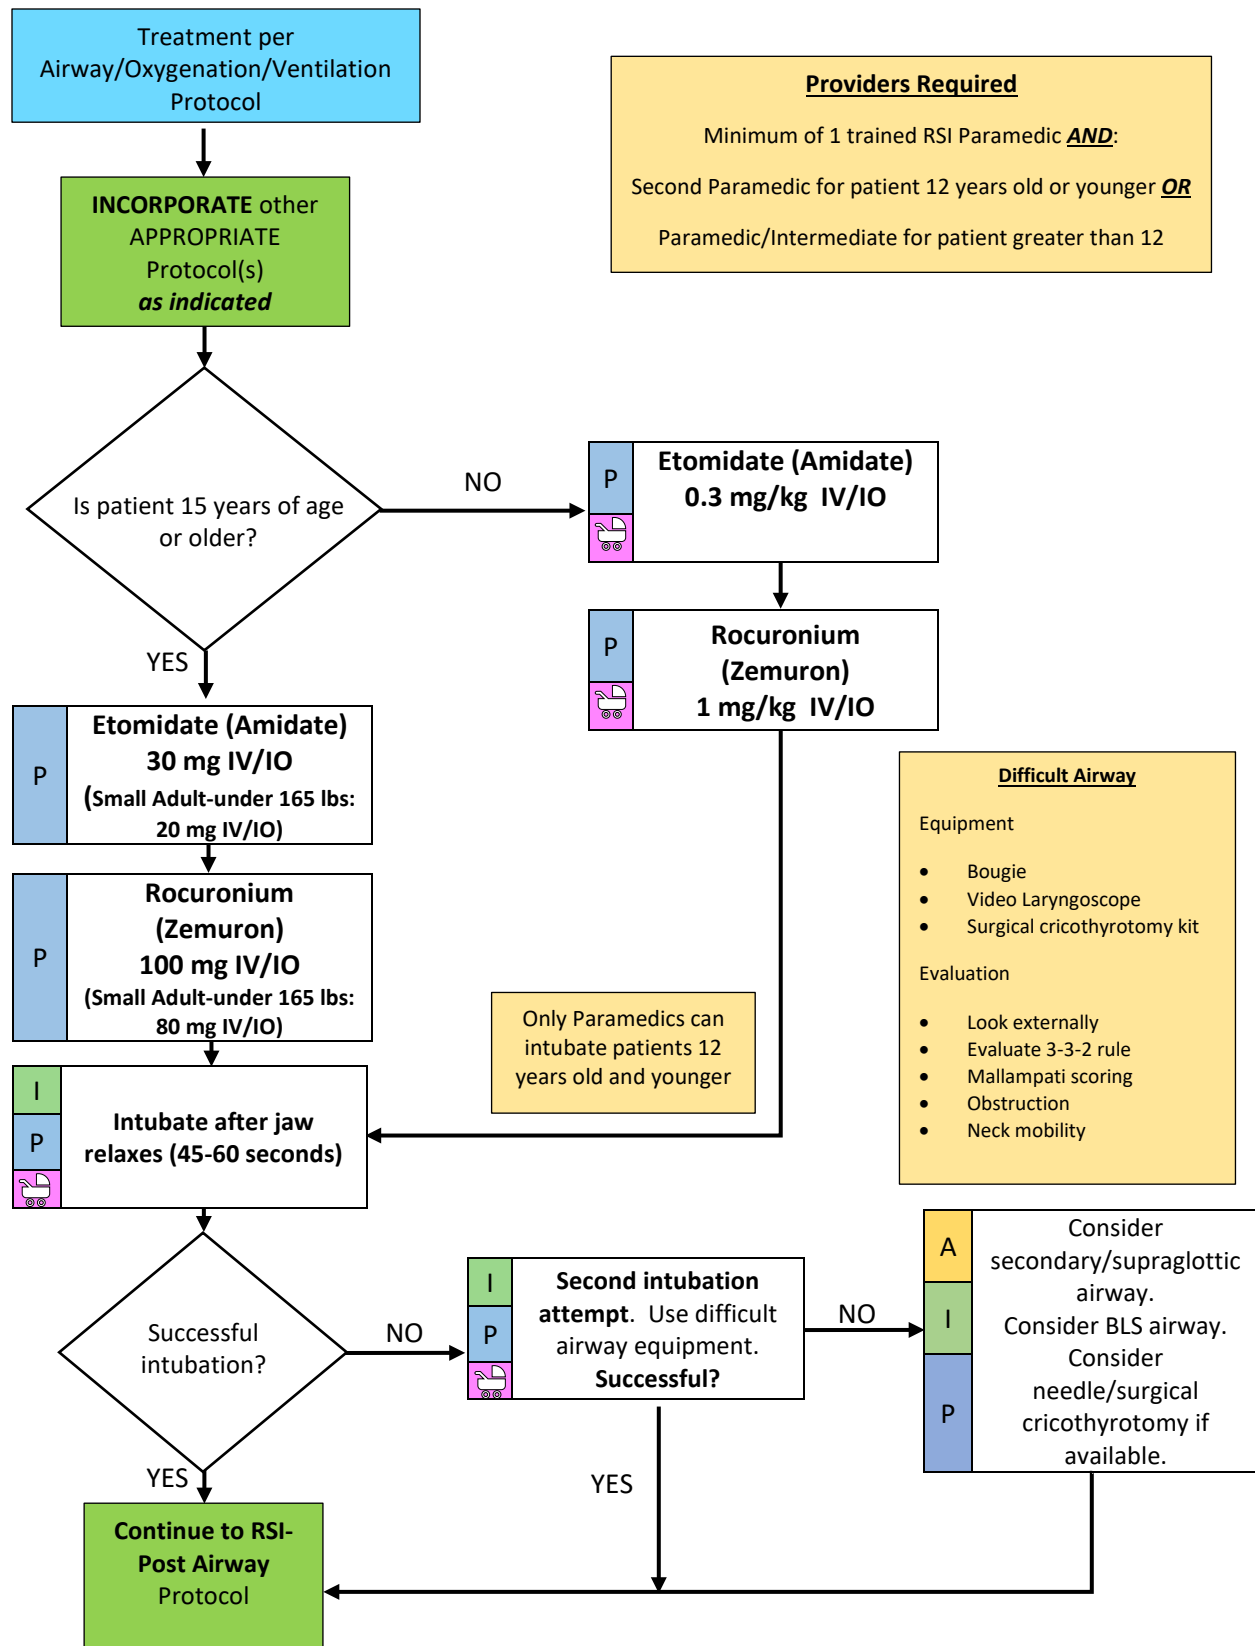 Treatment per
Airway/Oxygenation/Ventilation
Protocol
Providers Required
Minimum of 1 trained RSI Paramedic AND:
Second Paramedic for patient 12 years old or younger OR
Paramedic/Intermediate for patient greater than 12
INCORPORATE other
APPROPRIATE
Protocol(s)
as indicated
Is patient 15 years of age
or older?
NO
P
Etomidate (Amidate)
0.3 mg/kg IV/IO
P
Rocuronium
(Zemuron)
1 mg/kg IV/IO
YES
P
Etomidate (Amidate)
30 mg IV/IO
(Small Adult-under 165 lbs:
20 mg IV/IO)
P
Rocuronium
(Zemuron)
100 mg IV/IO
(Small Adult-under 165 lbs:
80 mg IV/IO)
Difficult Airway
Equipment
• Bougie
• Video Laryngoscope
• Surgical cricothyrotomy kit
Evaluation
• Look externally
• Evaluate 3-3-2 rule
• Mallampati scoring
• Obstruction
• Neck mobility
Only Paramedics can
intubate patients 12
years old and younger
I
P
Intubate after jaw
relaxes (45-60 seconds)
Successful
intubation?
NO
I
P
Second intubation
attempt. Use difficult
airway equipment.
Successful?
NO
A
I
P
Consider
secondary/supraglottic
airway.
Consider BLS airway.
Consider
needle/surgical
cricothyrotomy if
available.
YES
YES
Continue to RSI-
Post Airway
Protocol